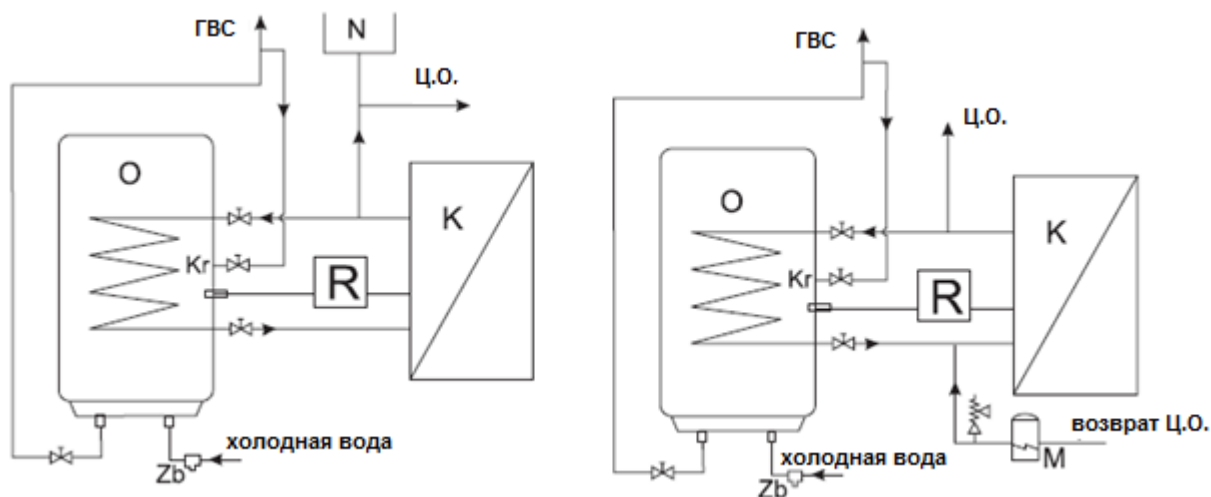 ГВС
N
Ц.О.
O
K
Kr
R
холодная вода
Zb
ГВС
Ц.О.
O
K
Kr
R
возврат Ц.О.
M
холодная вода
Zb